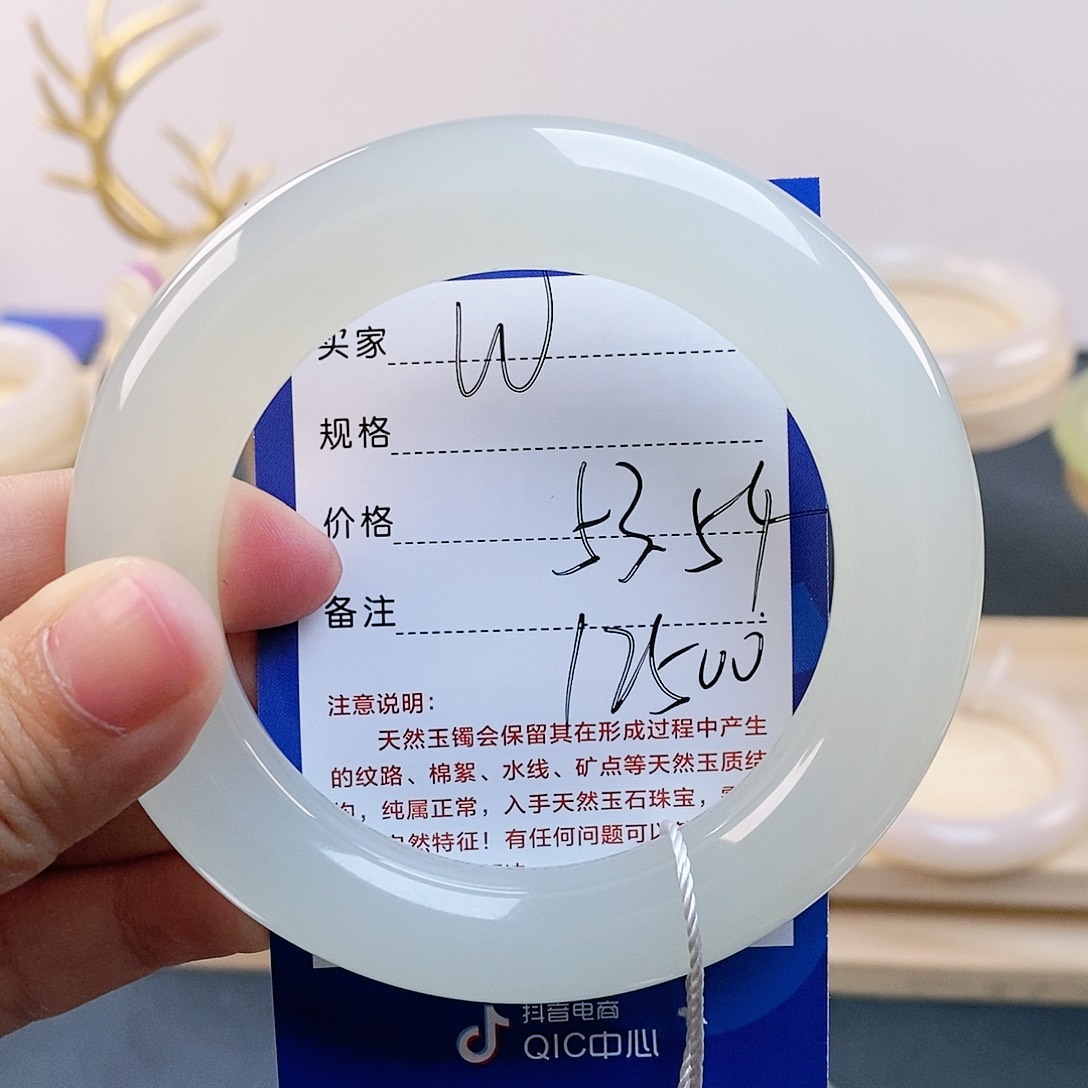 买家 W
规格
价格 53 54
备注 12500
注意说明：
天然玉镯会保留其在形成过程中产生
的纹路、棉絮、水线、矿点等天然玉质结
，纯属正常，入手天然玉石珠宝，
自然特征！有任何问题可以
抖音电商
QIC中心